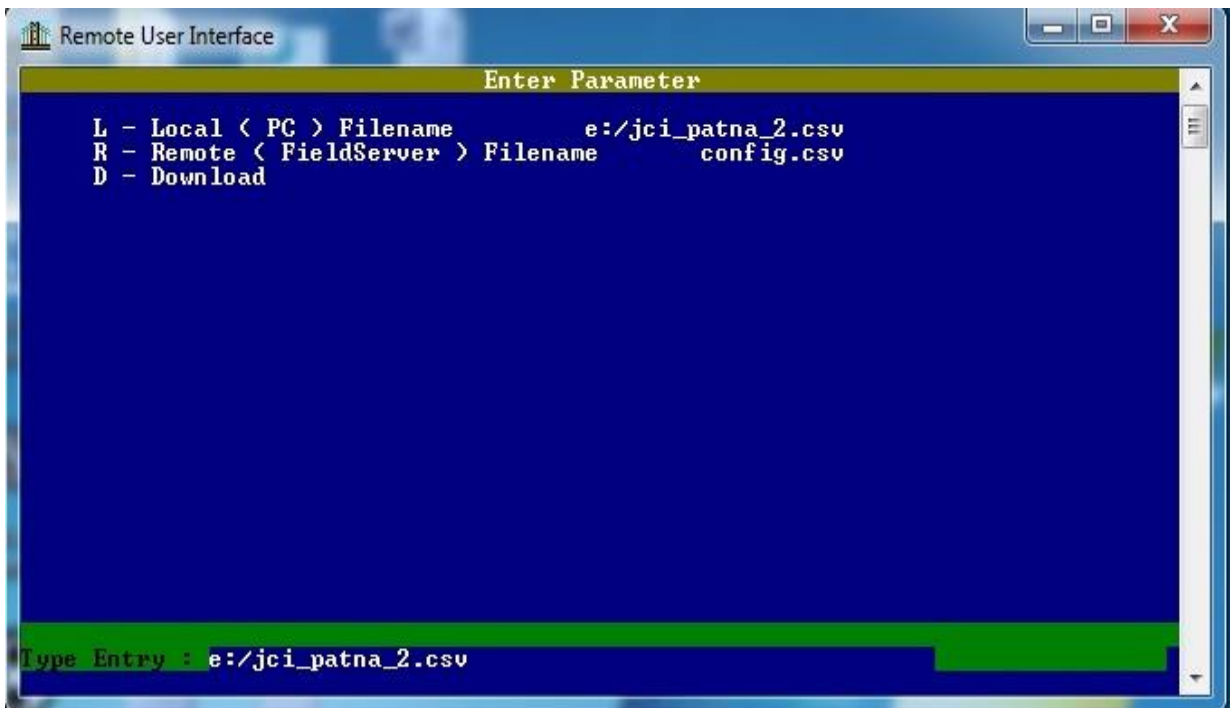 Remote User Interface
Enter Parameter
L - Local ( PC ) Filename e:/jci_patna_2.csv
R - Remote ( FieldServer ) Filename config.csv
D - Download
Type Entry : e:/jci_patna_2.csv